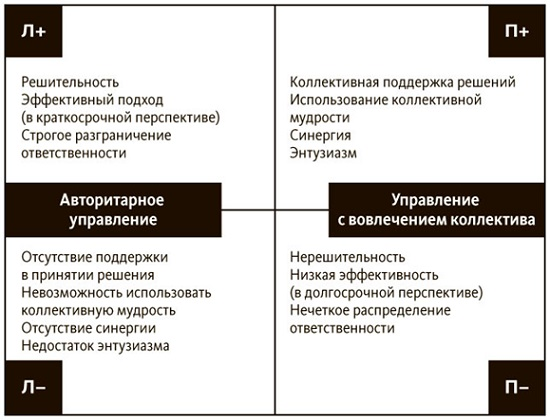 Л+
П+
Решительность
Эффективный подход
(в краткосрочной перспективе)
Строгое разграничение
ответственности
Коллективная поддержка решений
Использование коллективной
мудрости
Синергия
Энтузиазм
Авторитарное
управление
Управление
с вовлечением коллектива
Отсутствие поддержки
в принятии решения
Невозможность использовать
коллективную мудрость
Отсутствие синергии
Недостаток энтузиазма
Нерешительность
Низкая эффективность
(в долгосрочной перспективе)
Нечеткое распределение
ответственности
Л−
П−